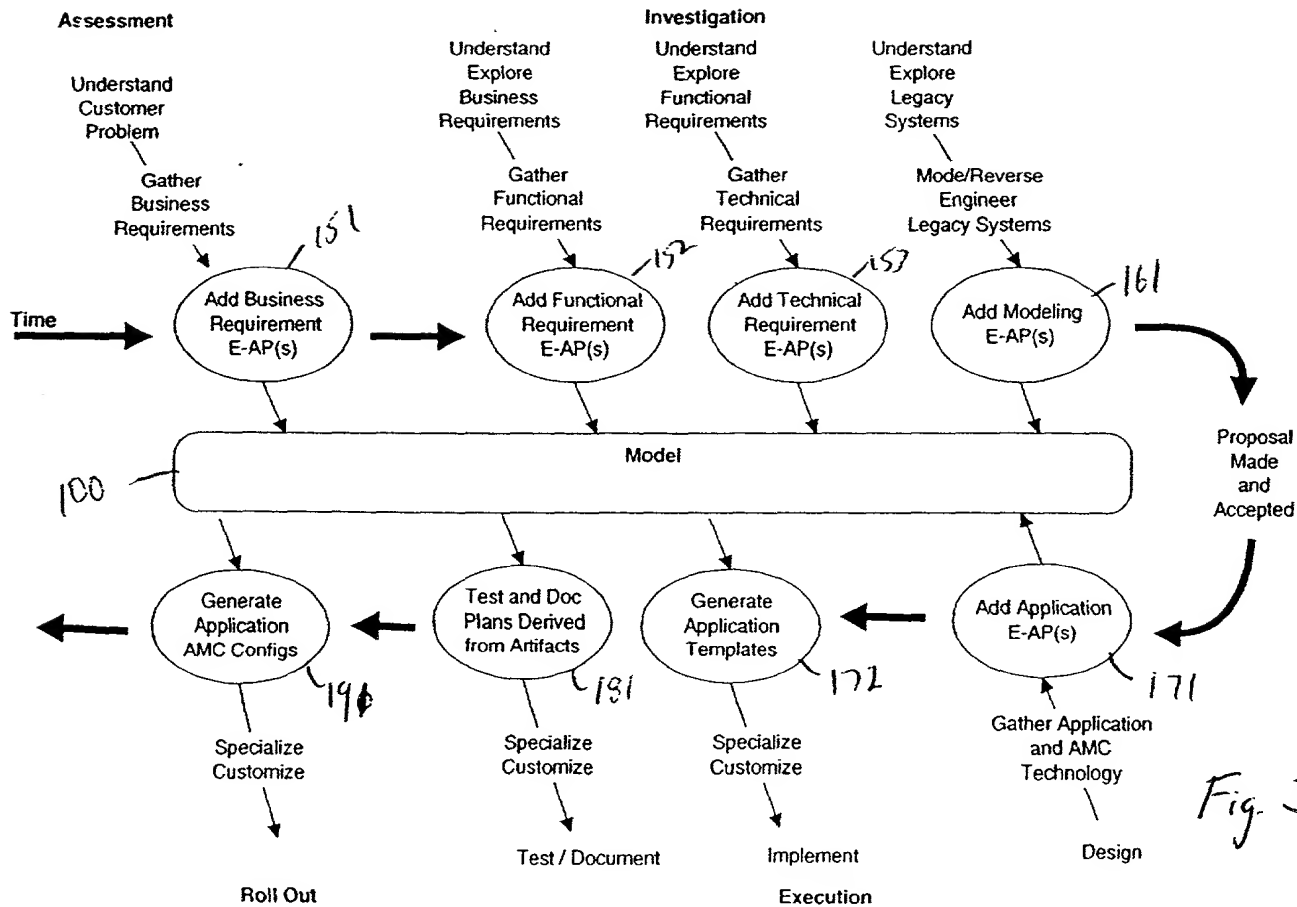 Assessment
Investigation
Understand
Customer
Problem
Gather
Business
Requirements
Understand
Explore
Business
Requirements
Gather
Functional
Requirements
Understand
Explore
Functional
Requirements
Gather
Technical
Requirements
Understand
Explore
Legacy
Systems
Mode/Reverse
Engineer
Legacy Systems
151
152
153
161
Time
Add Business
Requirement
E-AP(s)
Add Functional
Requirement
E-AP(s)
Add Technical
Requirement
E-AP(s)
Add Modeling
E-AP(s)
Proposal
Made
and
Accepted
Model
100
Generate
Application
AMC Configs
Test and Doc
Plans Derived
from Artifacts
181
Generate
Application
Templates
172
Add Application
E-AP(s)
171
Specialize
Customize
Specialize
Customize
Specialize
Customize
Gather Application
and AMC
Technology
Fig.
Test / Document
Implement
Design
Roll Out
Execution